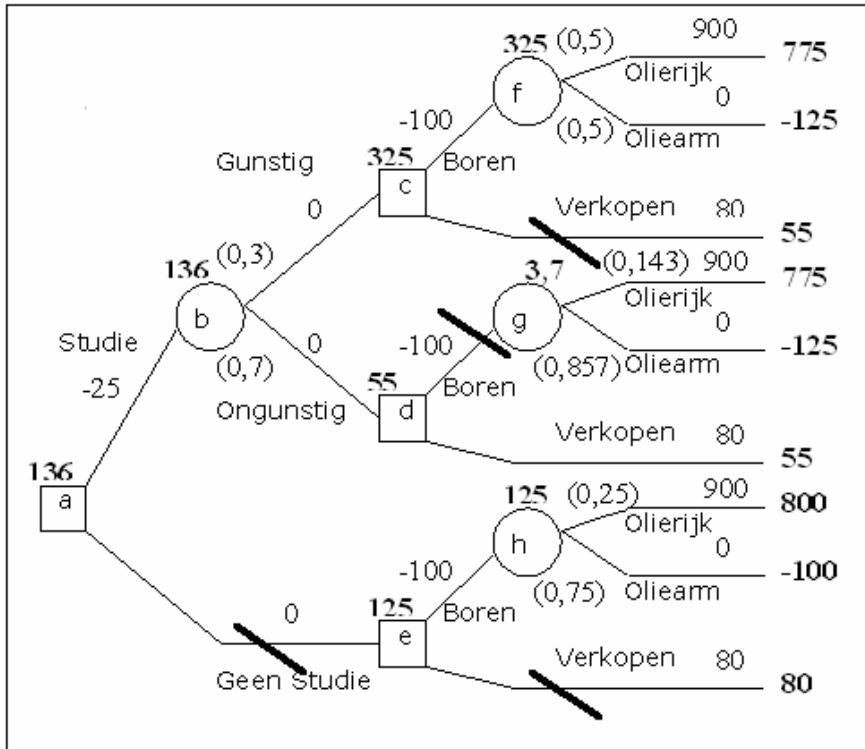 325 (0,5) 900 775
f Olierijk
0
-100 (0,5) -125
Gunstig 325 Boren Oliearm
c
0 Verkopen 80
55
136 (0,3) 3,7 (0,143) 900 775
b g Olierijk
Studie 0 -100 0
-25 (0,7) 55 (0,857) -125
Ongunstig d Boren Oliearm
Verkopen 80
136 55
a 125 (0,25) 900 800
h Olierijk
0
-100 (0,75) -100
0 125 Boren Oliearm
e
Geen Studie Verkopen 80
80